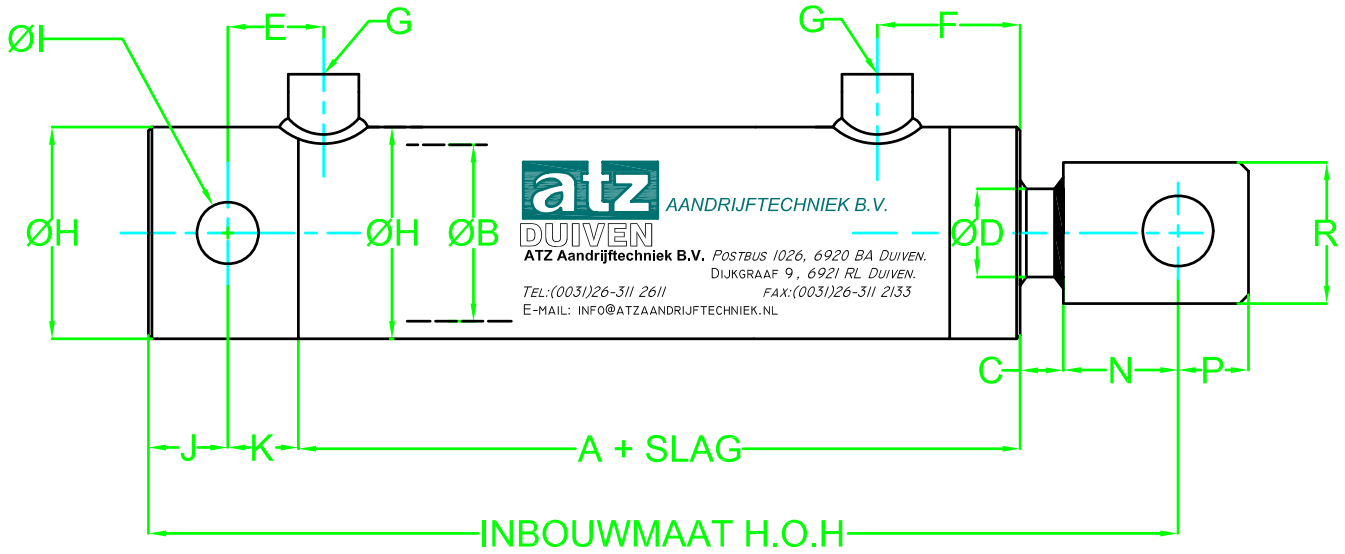 E
G
G
F
ØI
ØH
ØH
ØB
atz
AANDRIJFTECHNIEK B.V.
DUIVEN
ATZ Aandrijftechniek B.V. POSTBUS 1026, 6920 BA DUIVEN.
DIJKGRAAF 9, 6921 RL DUIVEN.
TEL:(0031)26-311 2611 FAX:(0031)26-311 2133
E-MAIL: INFO@ATZAANDRIJFTECHNIEK.NL
ØD
R
C
N
P
J
K
A + SLAG
INBOUWMAAT H.O.H